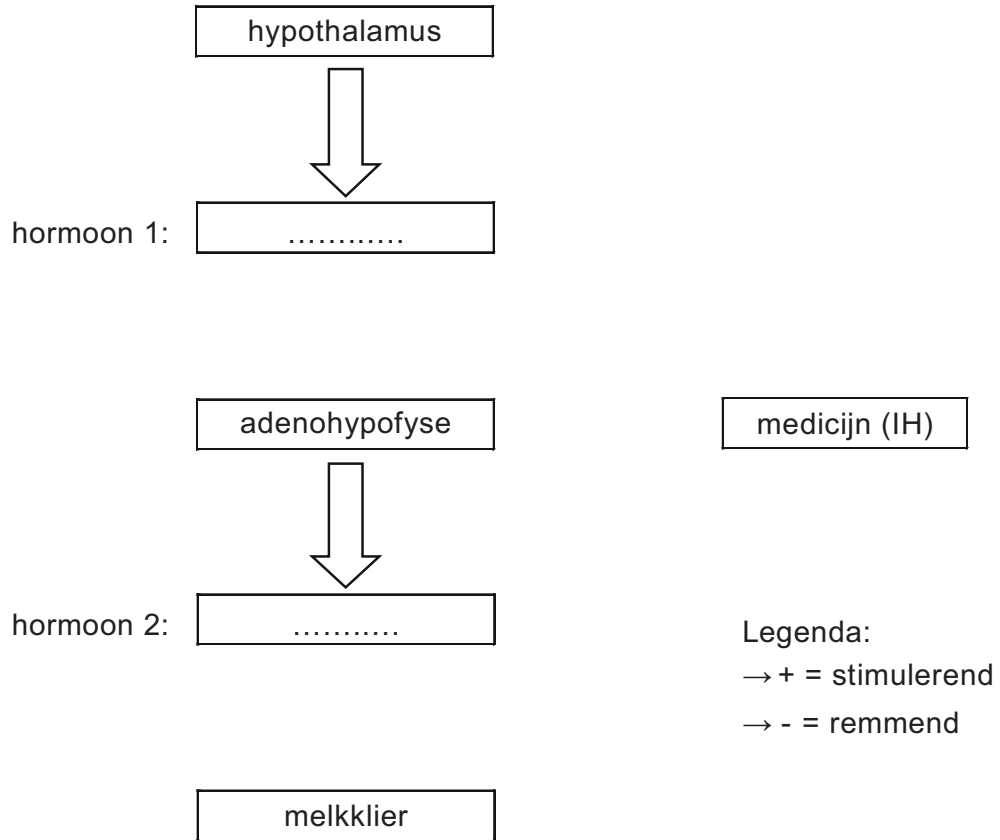 hypothalamus
hormoon 1: ............
adenohypofyse
medicijn (IH)
hormoon 2: ...........
Legenda:
→ + = stimulerend
→ - = remmend
melkklier